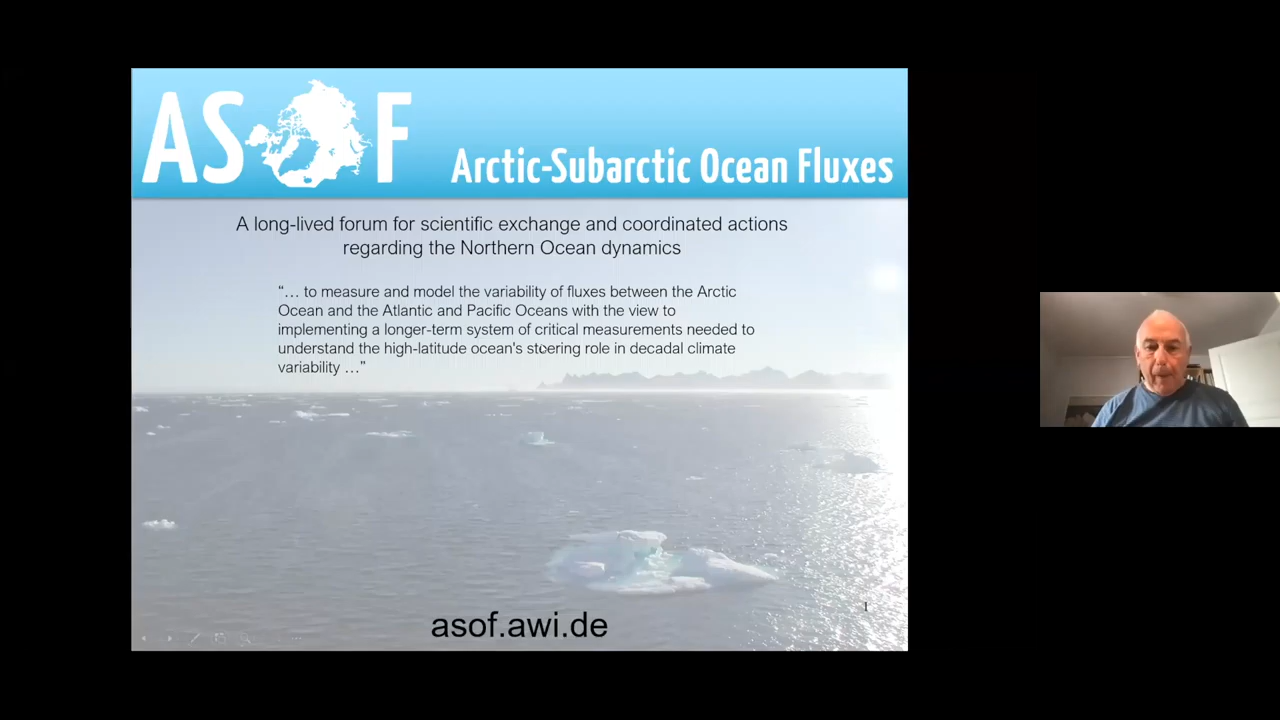 ASOF
Arctic-Subarctic Ocean Fluxes
A long-lived forum for scientific exchange and coordinated actions
regarding the Northern Ocean dynamics
“… to measure and model the variability of fluxes between the Arctic
Ocean and the Atlantic and Pacific Oceans with the view to
implementing a longer-term system of critical measurements needed to
understand the high-latitude ocean's steering role in decadal climate
variability …”
1
asof.awi.de